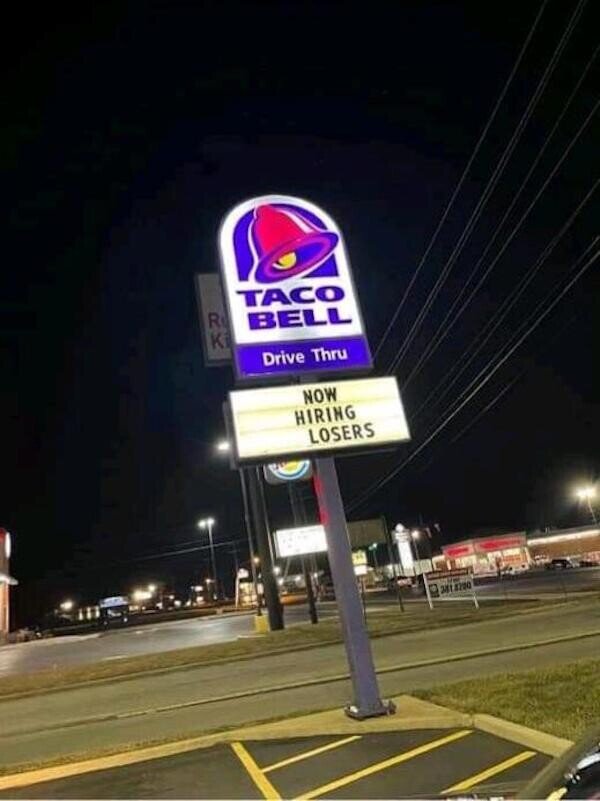 TACO
BELL
Drive Thru
NOW
HIRING
LOSERS